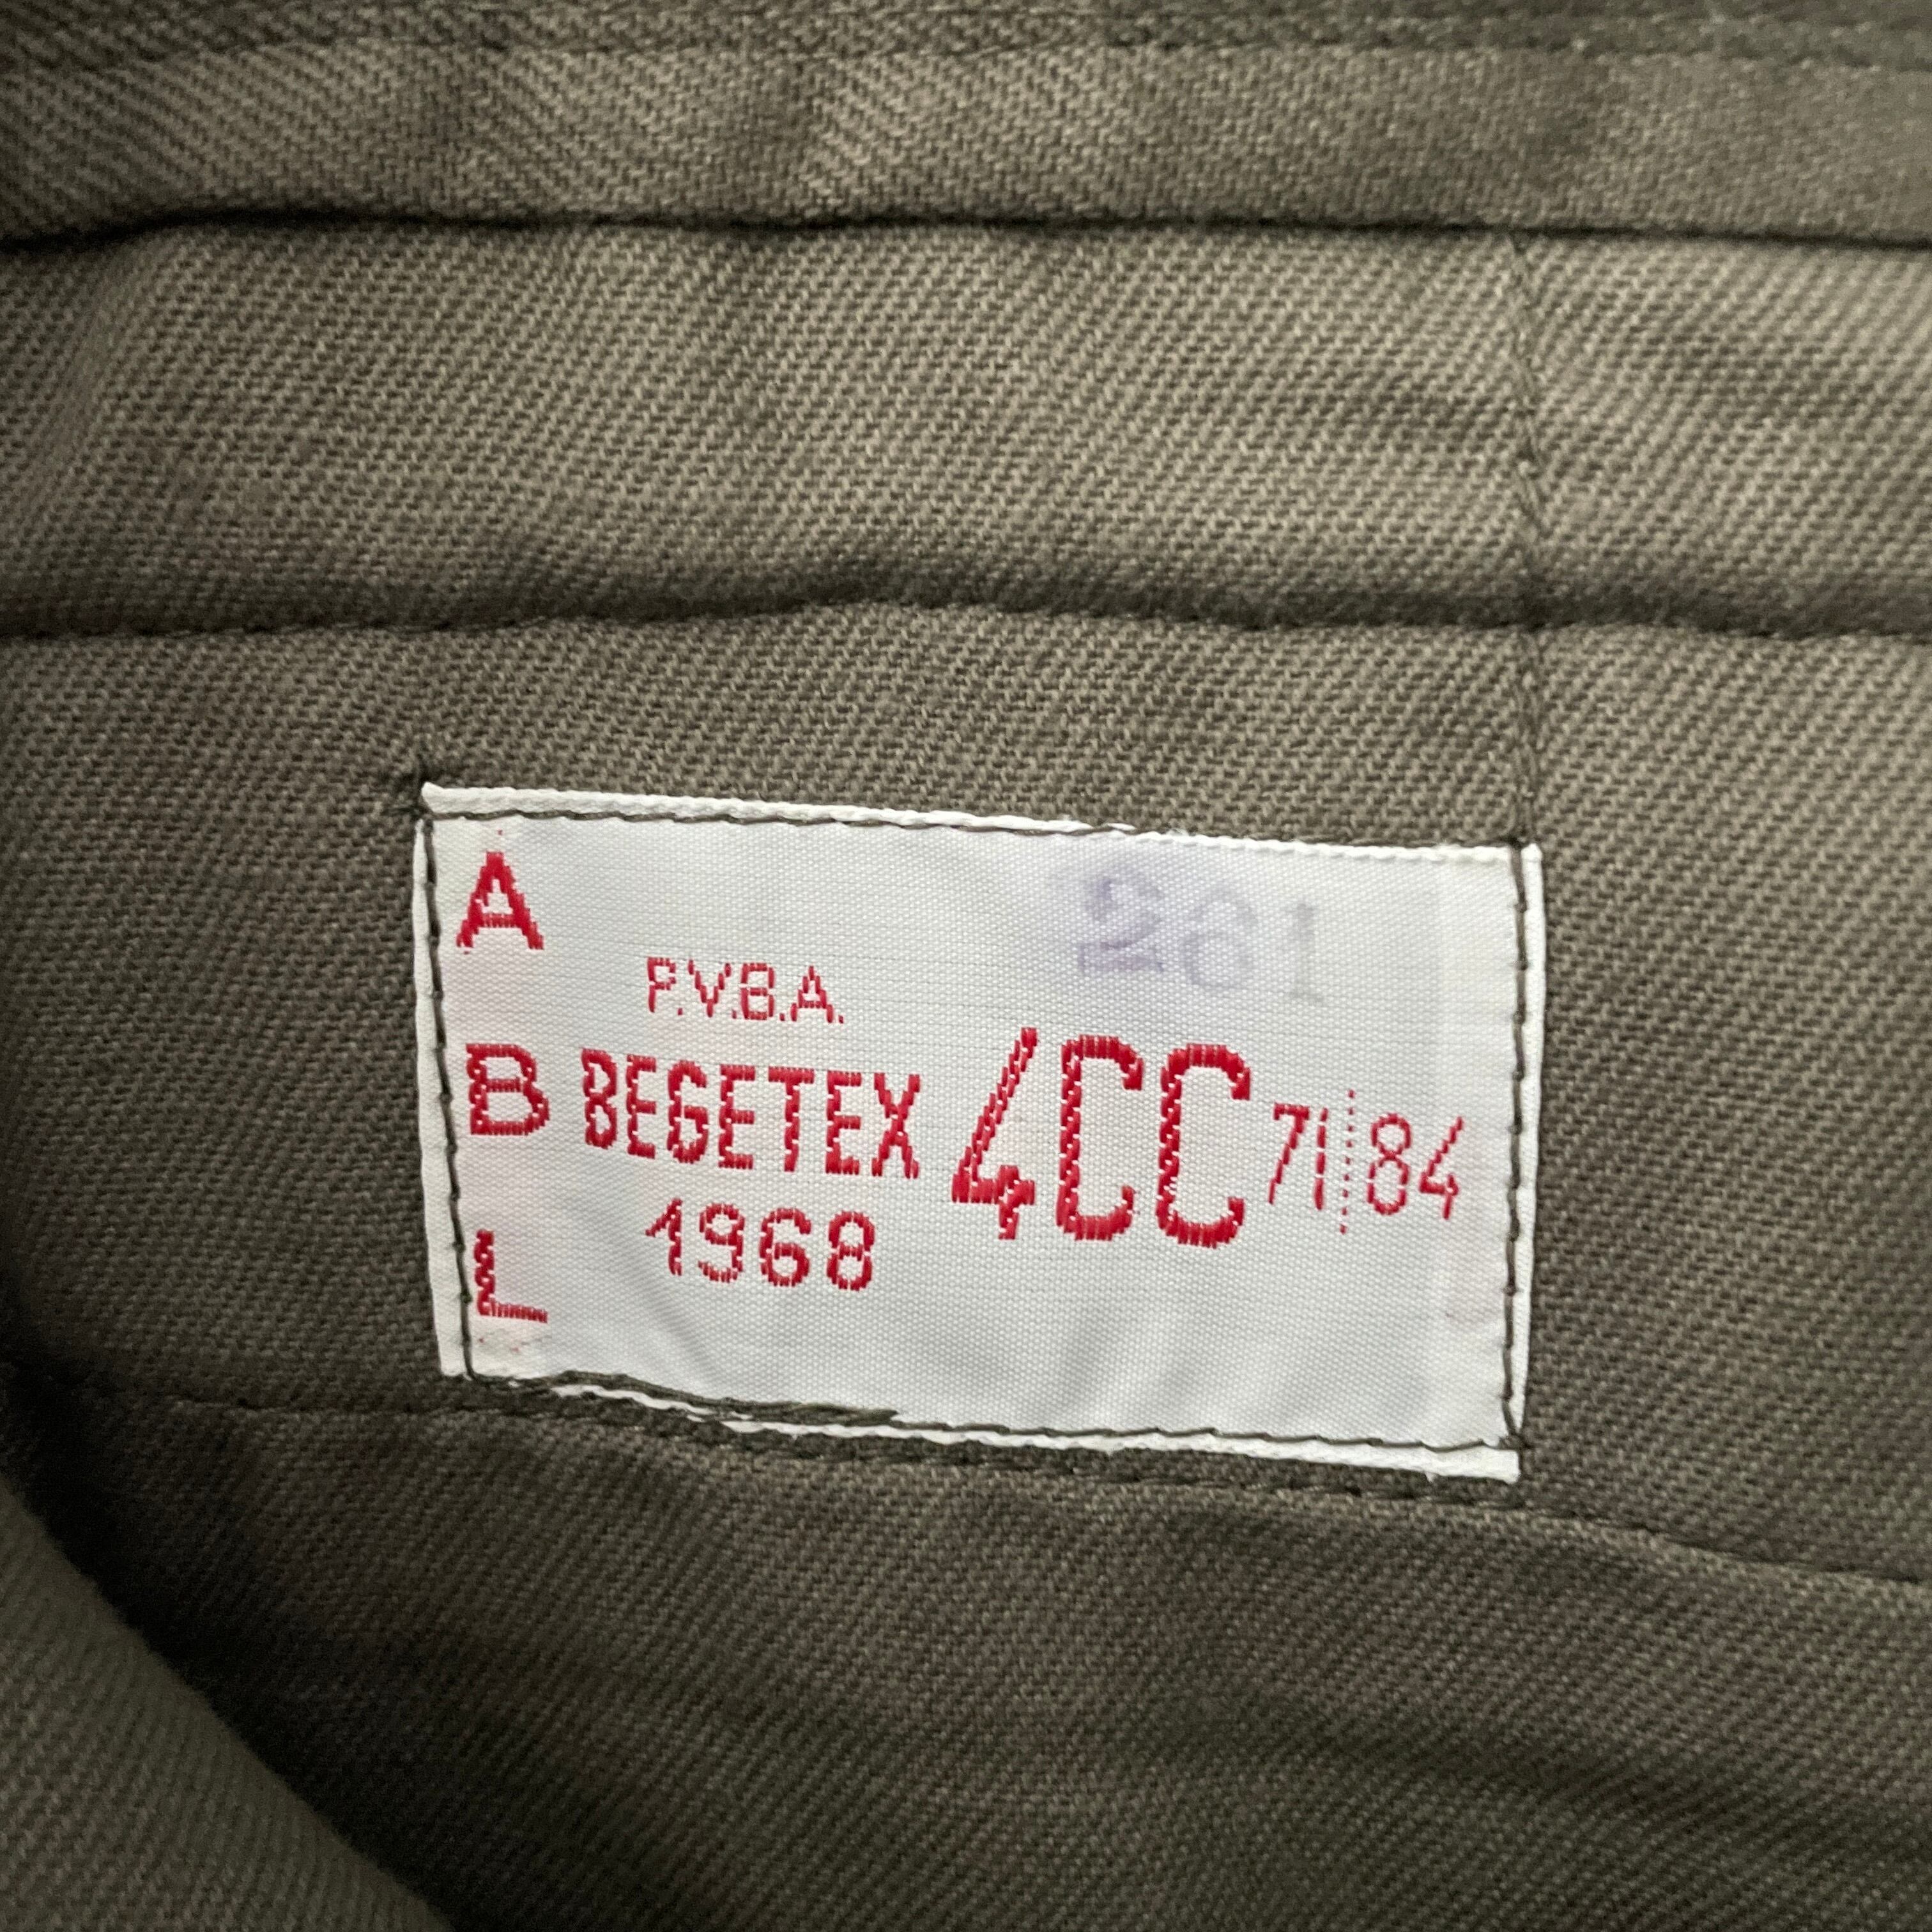 A
261
P.V.B.A.
B BEGETEX 4CC 71 84
1968
L